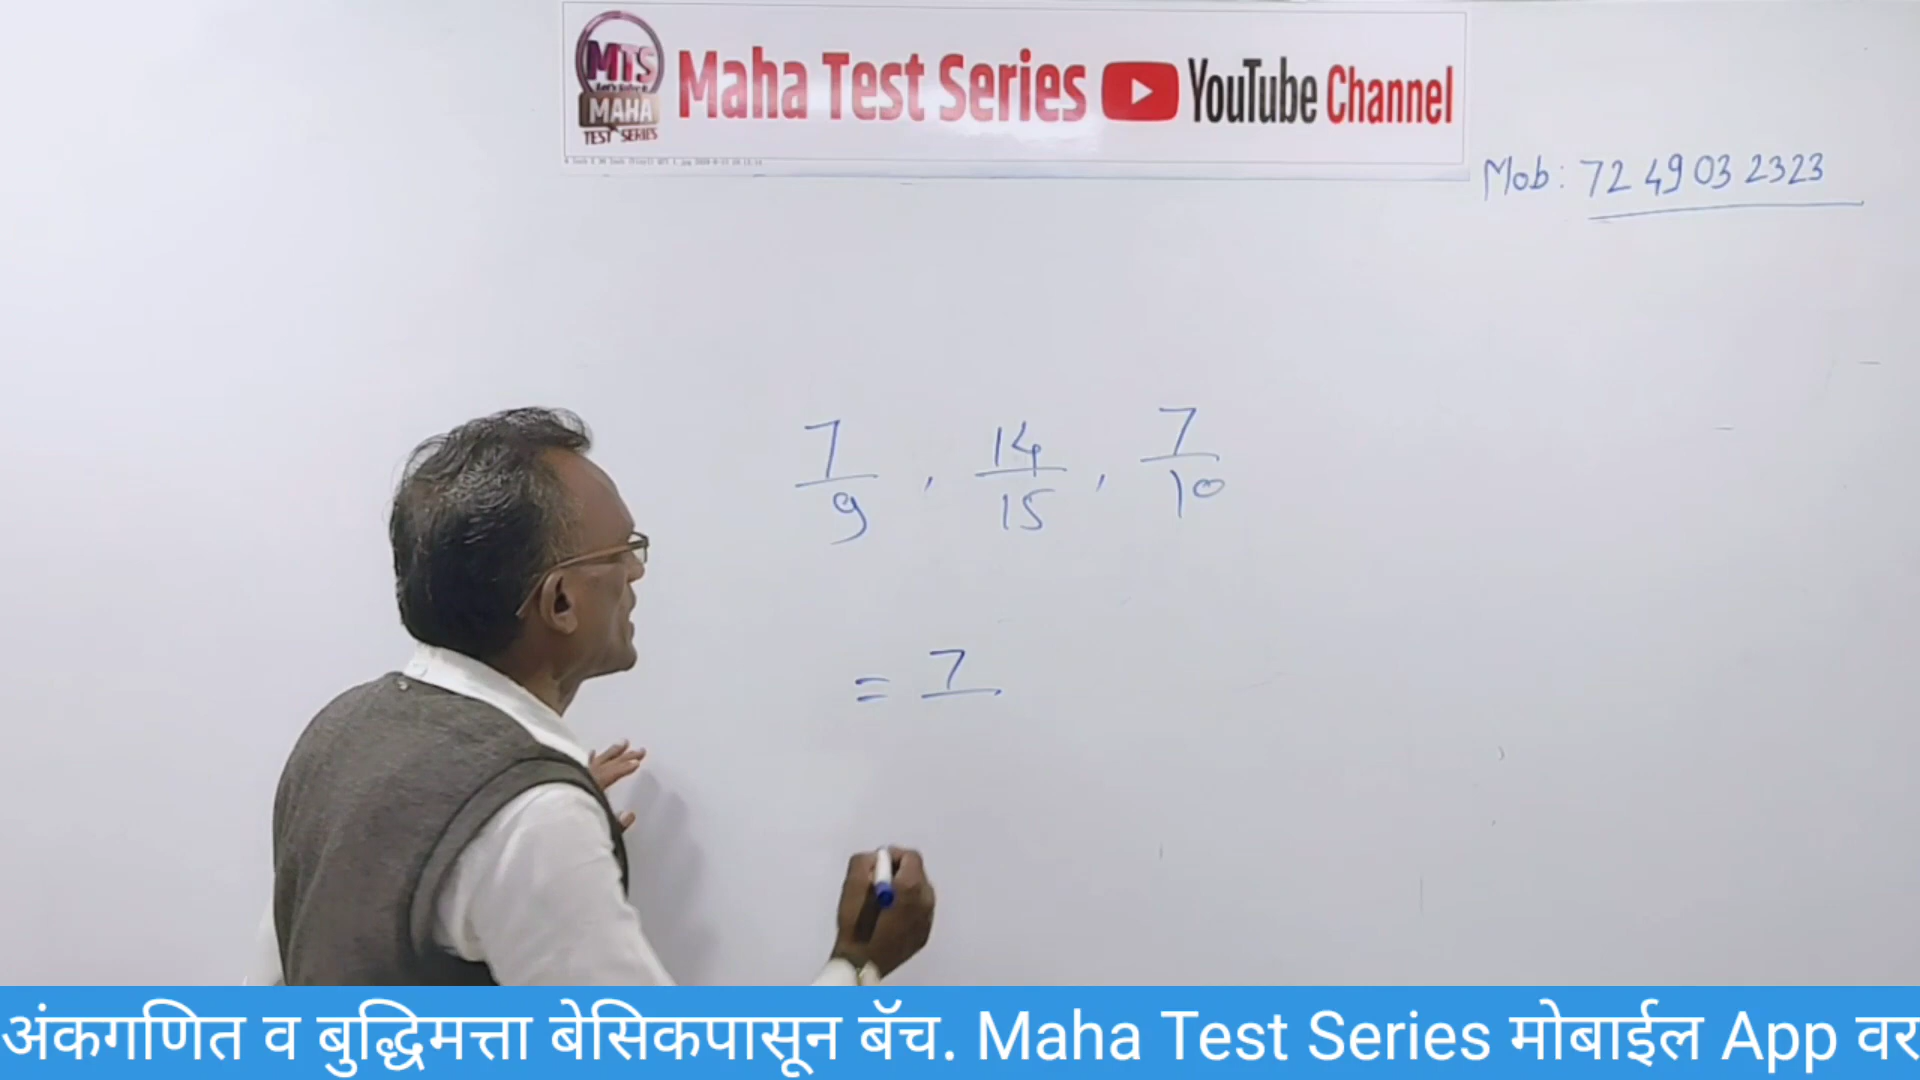 MTS
MAHA
TEST SERIES
Maha Test Series YouTube Channel
Mob: 72 49 03 2323
7/9 , 14/15 , 7/10
= 7/
अंकगणित व बुद्धिमत्ता बेसिकपासून बॅच. Maha Test Series मोबाईल App वर